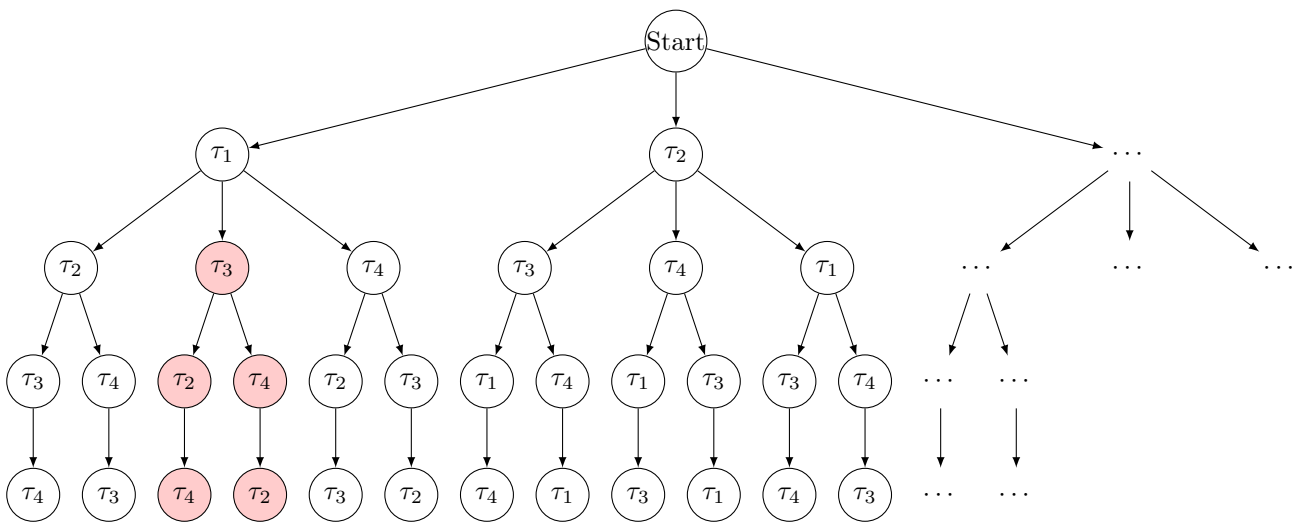 Start
τ1 τ2 ...
τ2 τ3 τ4 τ3 τ4 τ1 ... ... ...
τ3 τ4 τ2 τ4 τ2 τ3 τ1 τ4 τ1 τ3 τ3 τ4 ... ...
τ4 τ3 τ4 τ2 τ3 τ2 τ4 τ1 τ3 τ1 τ4 τ3 ... ...